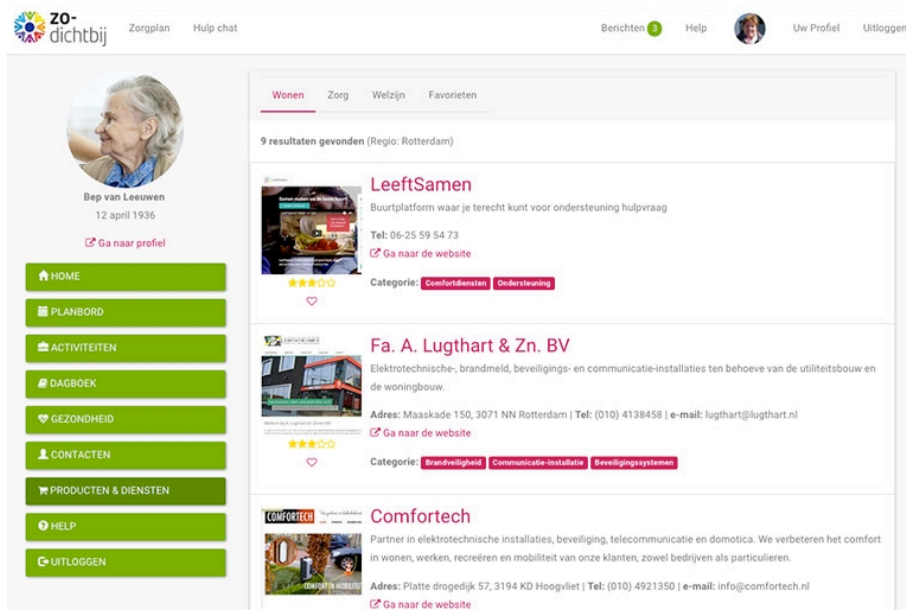 zo-
dichtbij
Zorgplan
Hulp chat
Berichten 3
Help
Uw Profiel
Uitloggen
Bep van Leeuwen
12 april 1936
Ga naar profiel
HOME
PLANBORD
ACTIVITEITEN
DAGBOEK
GEZONDHEID
CONTACTEN
PRODUCTEN & DIENSTEN
HELP
UITLOGGEN
Wonen Zorg Welzijn Favorieten
9 resultaten gevonden (Regio: Rotterdam)
LeeftSamen
Buurtplatform waar je terecht kunt voor ondersteuning hulpvraag
Tel: 06-25 59 54 73
Ga naar de website
Categorie: Comfortdiensten Ondersteuning
Fa. A. Lugthart & Zn. BV
Elektrotechnische-, brandmeld, beveiligings- en communicatie-installaties ten behoeve van de utiliteitsbouw en
de woningbouw.
Adres: Maaskade 150, 3071 NN Rotterdam | Tel: (010) 4138458 | e-mail: lugthart@lugthart.nl
Ga naar de website
Categorie: Brandveiligheid Communicatie-installatie Beveiligingssystemen
COMFORTECH
COMFORT IN MOBILITEIT
Comfortech
Partner in elektrotechnische installaties, beveiliging, telecommunicatie en domotica. We verbeteren het comfort
in wonen, werken, recreëren en mobiliteit van onze klanten, zowel bedrijven als particulieren.
Adres: Platte drogedijk 57, 3194 KD Hoogvliet | Tel: (010) 4921350 | e-mail: info@comfortech.nl
Ga naar de website